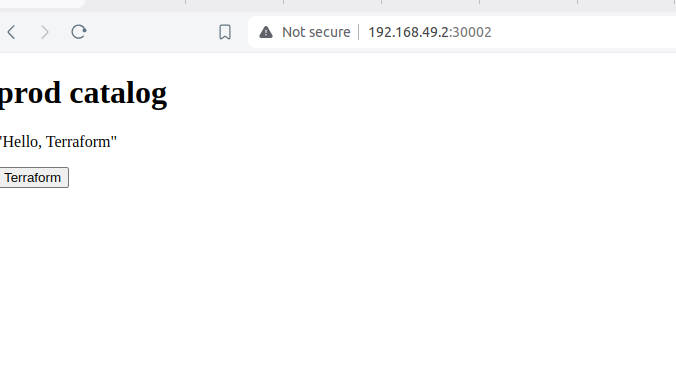 Not secure 192.168.49.2:30002
prod catalog
"Hello, Terraform"
Terraform